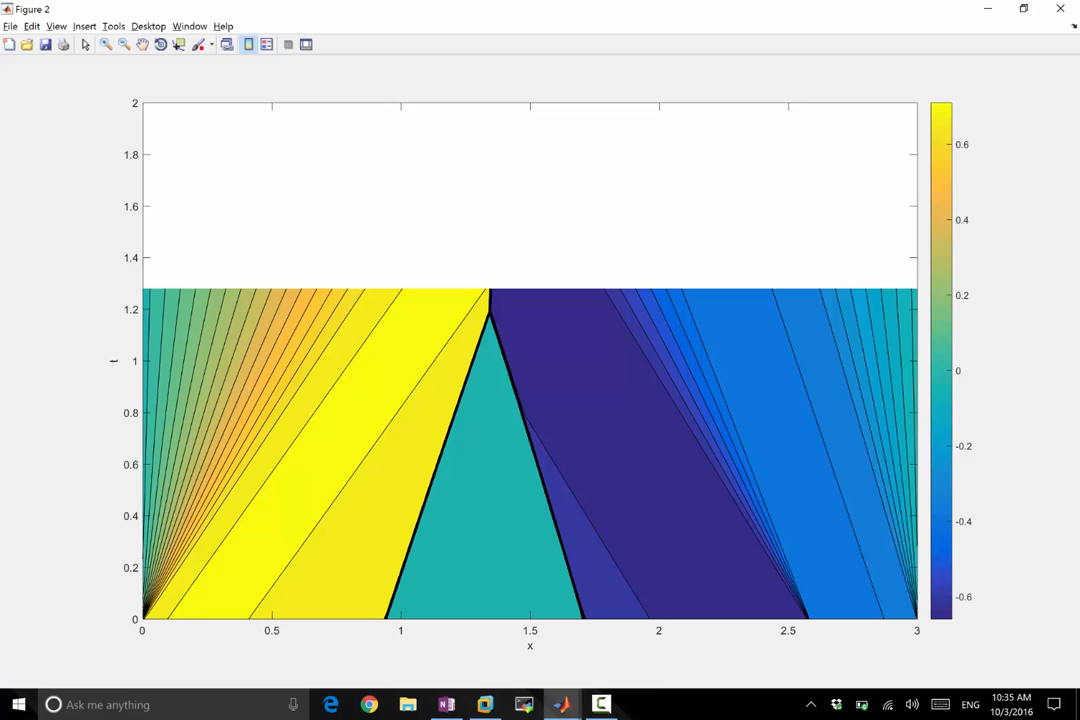 Figure 2
File Edit View Insert Tools Desktop Window Help
2
1.8
1.6
1.4
1.2
1
0.8
0.6
0.4
0.2
0
t
0 0.5 1 1.5 2 2.5 3
x
0.6
0.4
0.2
0
-0.2
-0.4
-0.6
Ask me anything
ENG
10:35 AM
10/3/2016